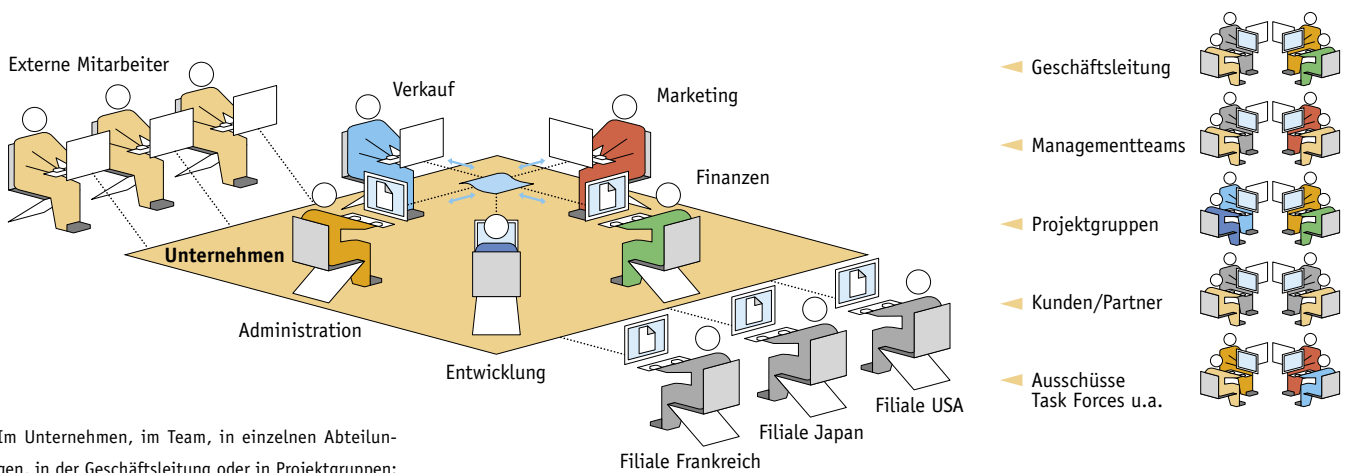 Externe Mitarbeiter
Verkauf
Marketing
Finanzen
Unternehmen
Administration
Entwicklung
Filiale USA
Filiale Japan
Filiale Frankreich
Geschäftsleitung
Managementteams
Projektgruppen
Kunden/Partner
Ausschüsse
Task Forces u.a.
Im Unternehmen, im Team, in einzelnen Abteilun-
gen, in der Geschäftsleitung oder in Projektgruppen: